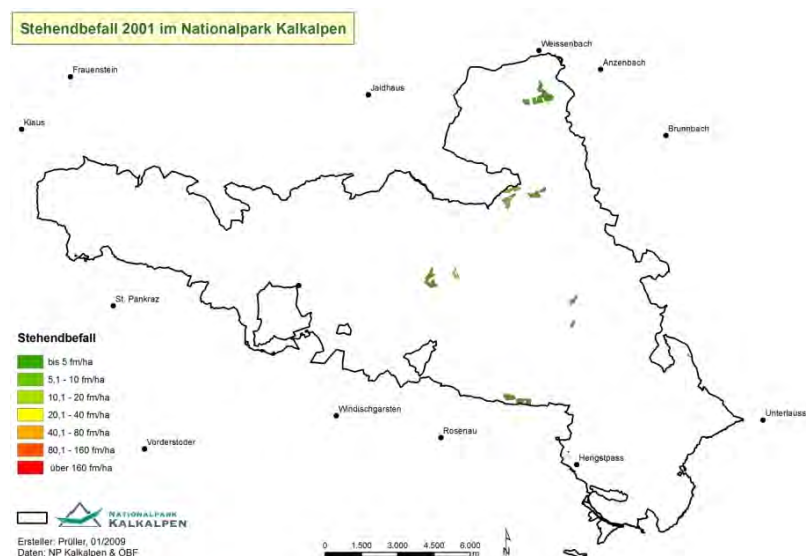 Stehendbefall 2001 im Nationalpark Kalkalpen
Weissenbach
Anzenbach
Frauenstein
Jaidhaus
Klaus
Brunnbach
St. Pankraz
Stehendbefall
bis 5 fm/ha
5,1 - 10 fm/ha
10,1 - 20 fm/ha
20,1 - 40 fm/ha
40,1 - 80 fm/ha
80,1 - 160 fm/ha
über 160 fm/ha
Windischgarsten
Unterlaussa
Rosenau
Vorderstoder
Hengstpass
NATIONALPARK
KALKALPEN
Ersteller: Prüller, 01/2009
Daten: NP Kalkalpen & ÖBF
0 1.500 3.000 4.500 6.000
N